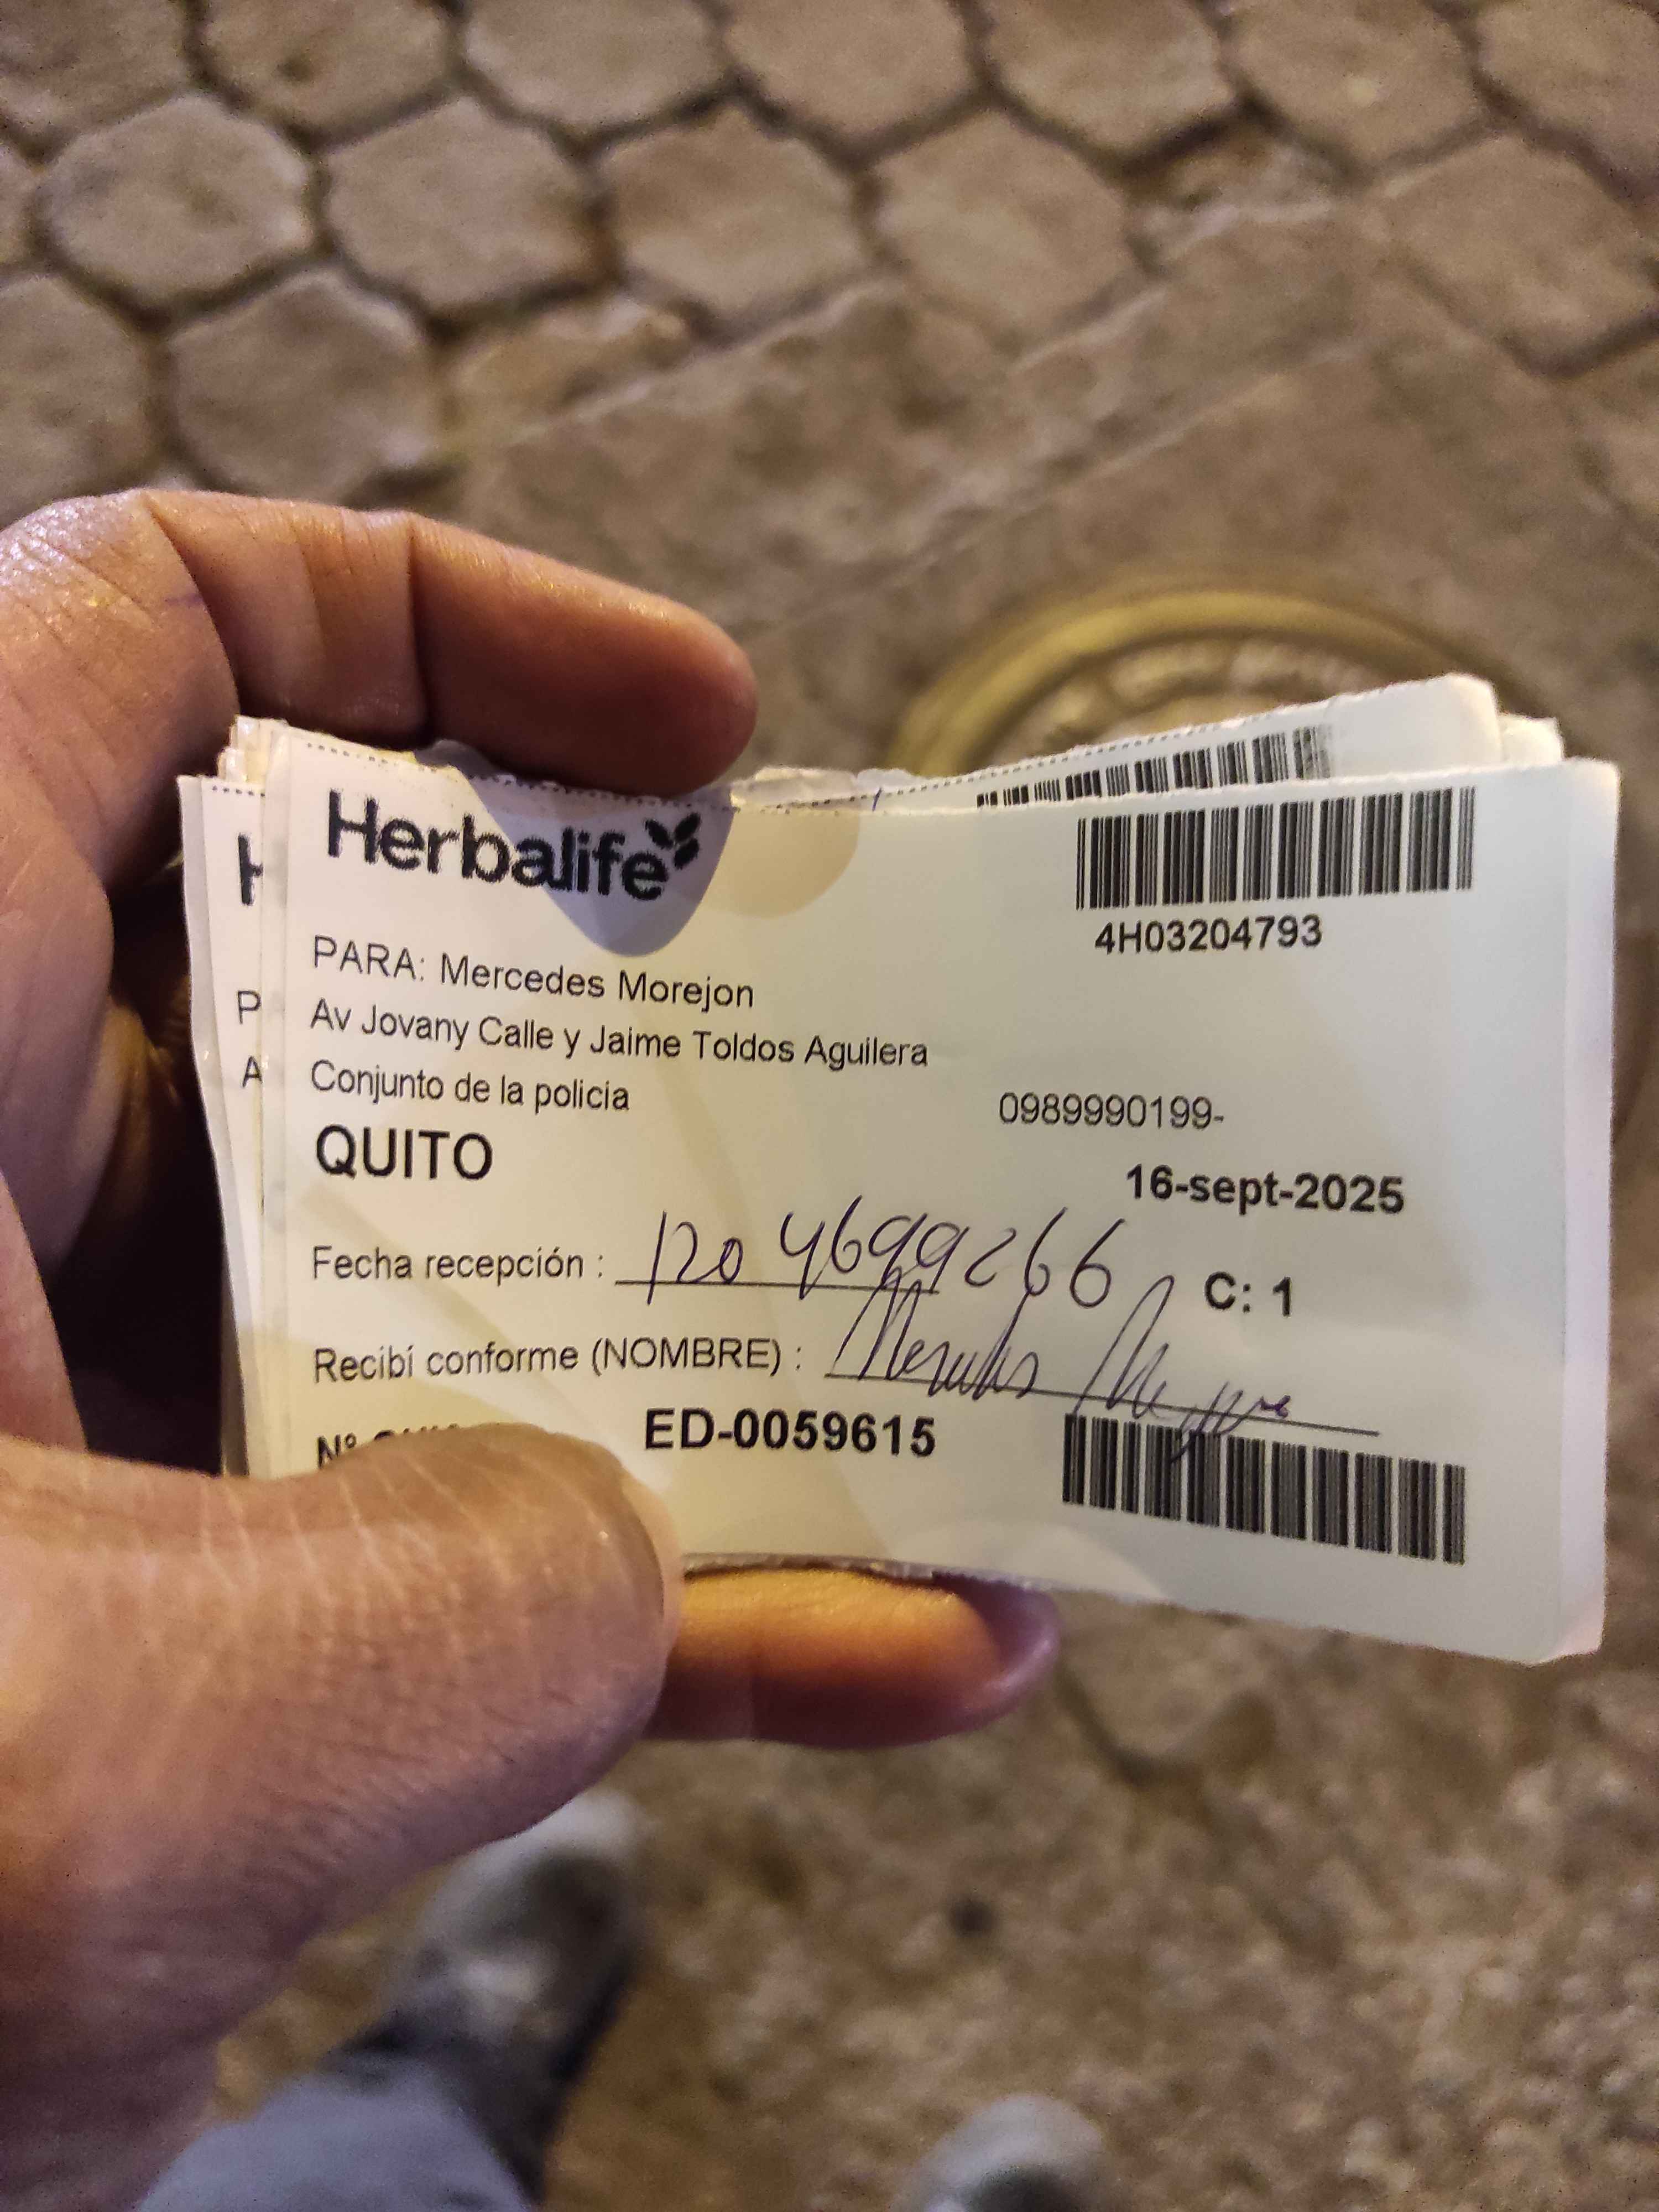 Herbalife
4H03204793
PARA: Mercedes Morejon
Av Jovany Calle y Jaime Toldos Aguilera
Conjunto de la policia
0989990199-
QUITO
16-sept-2025
Fecha recepción : 1204699266
C: 1
Recibí conforme (NOMBRE) :
Nº
ED-0059615
H
P
A